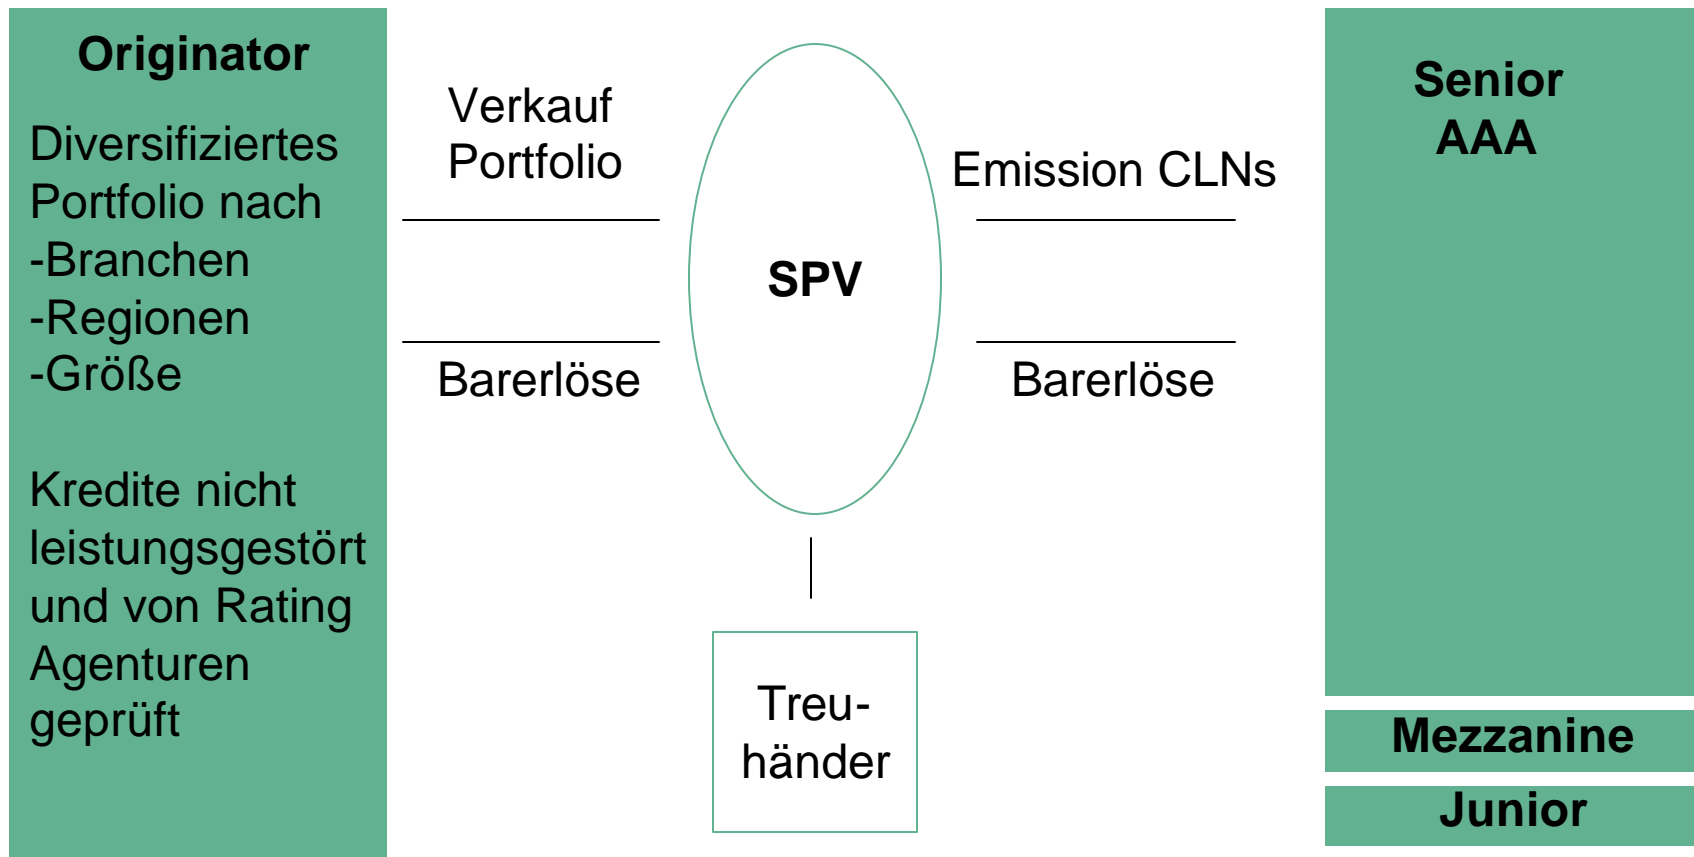 Originator
Diversifiziertes
Portfolio nach
-Branchen
-Regionen
-Größe
Kredite nicht
leistungsgestört
und von Rating
Agenturen
geprüft
Verkauf
Portfolio
Barerlöse
SPV
Treu-
händer
Emission CLNs
Barerlöse
Senior
AAA
Mezzanine
Junior